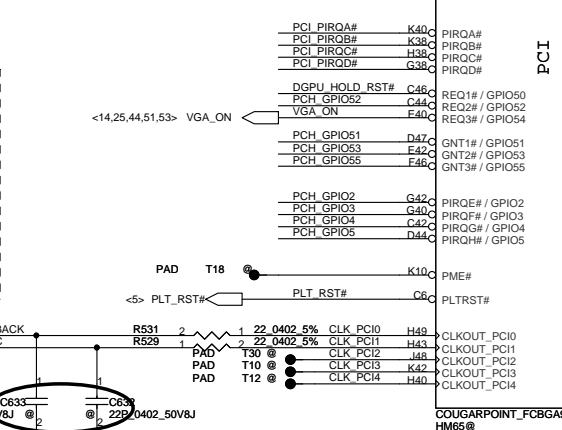 PCI_PIRQA# K40 PIRQA#
PCI_PIRQB# K38 PIRQB#
PCI_PIRQC# H38 PIRQC#
PCI_PIRQD# G38 PIRQD#
PCI
DGPU_HOLD_RST# C46 REQ1# / GPIO50
PCH_GPIO52 C44 REQ2# / GPIO52
<14,25,44,51,53> VGA_ON VGA_ON E40 REQ3# / GPIO54
PCH_GPIO51 D47 GNT1# / GPIO51
PCH_GPIO53 E42 GNT2# / GPIO53
PCH_GPIO55 F46 GNT3# / GPIO55
PCH_GPIO2 G42 PIRQE# / GPIO2
PCH_GPIO3 G40 PIRQF# / GPIO3
PCH_GPIO4 C42 PIRQG# / GPIO4
PCH_GPIO5 D44 PIRQH# / GPIO5
PAD T18 @ K10 PME#
<5> PLT_RST# PLT_RST# C6 PLTRST#
BACK R531 2 1 22_0402_5% CLK_PCI0 H49 CLKOUT_PCI0
C R529 1 2 22_0402_5% CLK_PCI1 H43 CLKOUT_PCI1
PAD T30 @ CLK_PCI2 J48 CLKOUT_PCI2
PAD T10 @ CLK_PCI3 K42 CLKOUT_PCI3
PAD T12 @ CLK_PCI4 H40 CLKOUT_PCI4
1 1
C633 C632
V8J @ @ 22P_0402_50V8J
2 2
COUGARPOINT_FCBGA9
HM65@